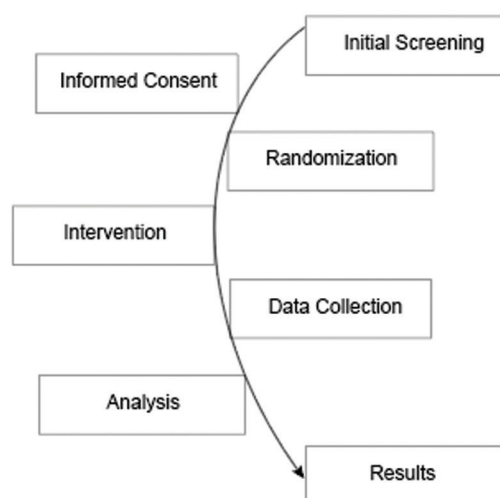 Initial Screening
Informed Consent
Randomization
Intervention
Data Collection
Analysis
Results